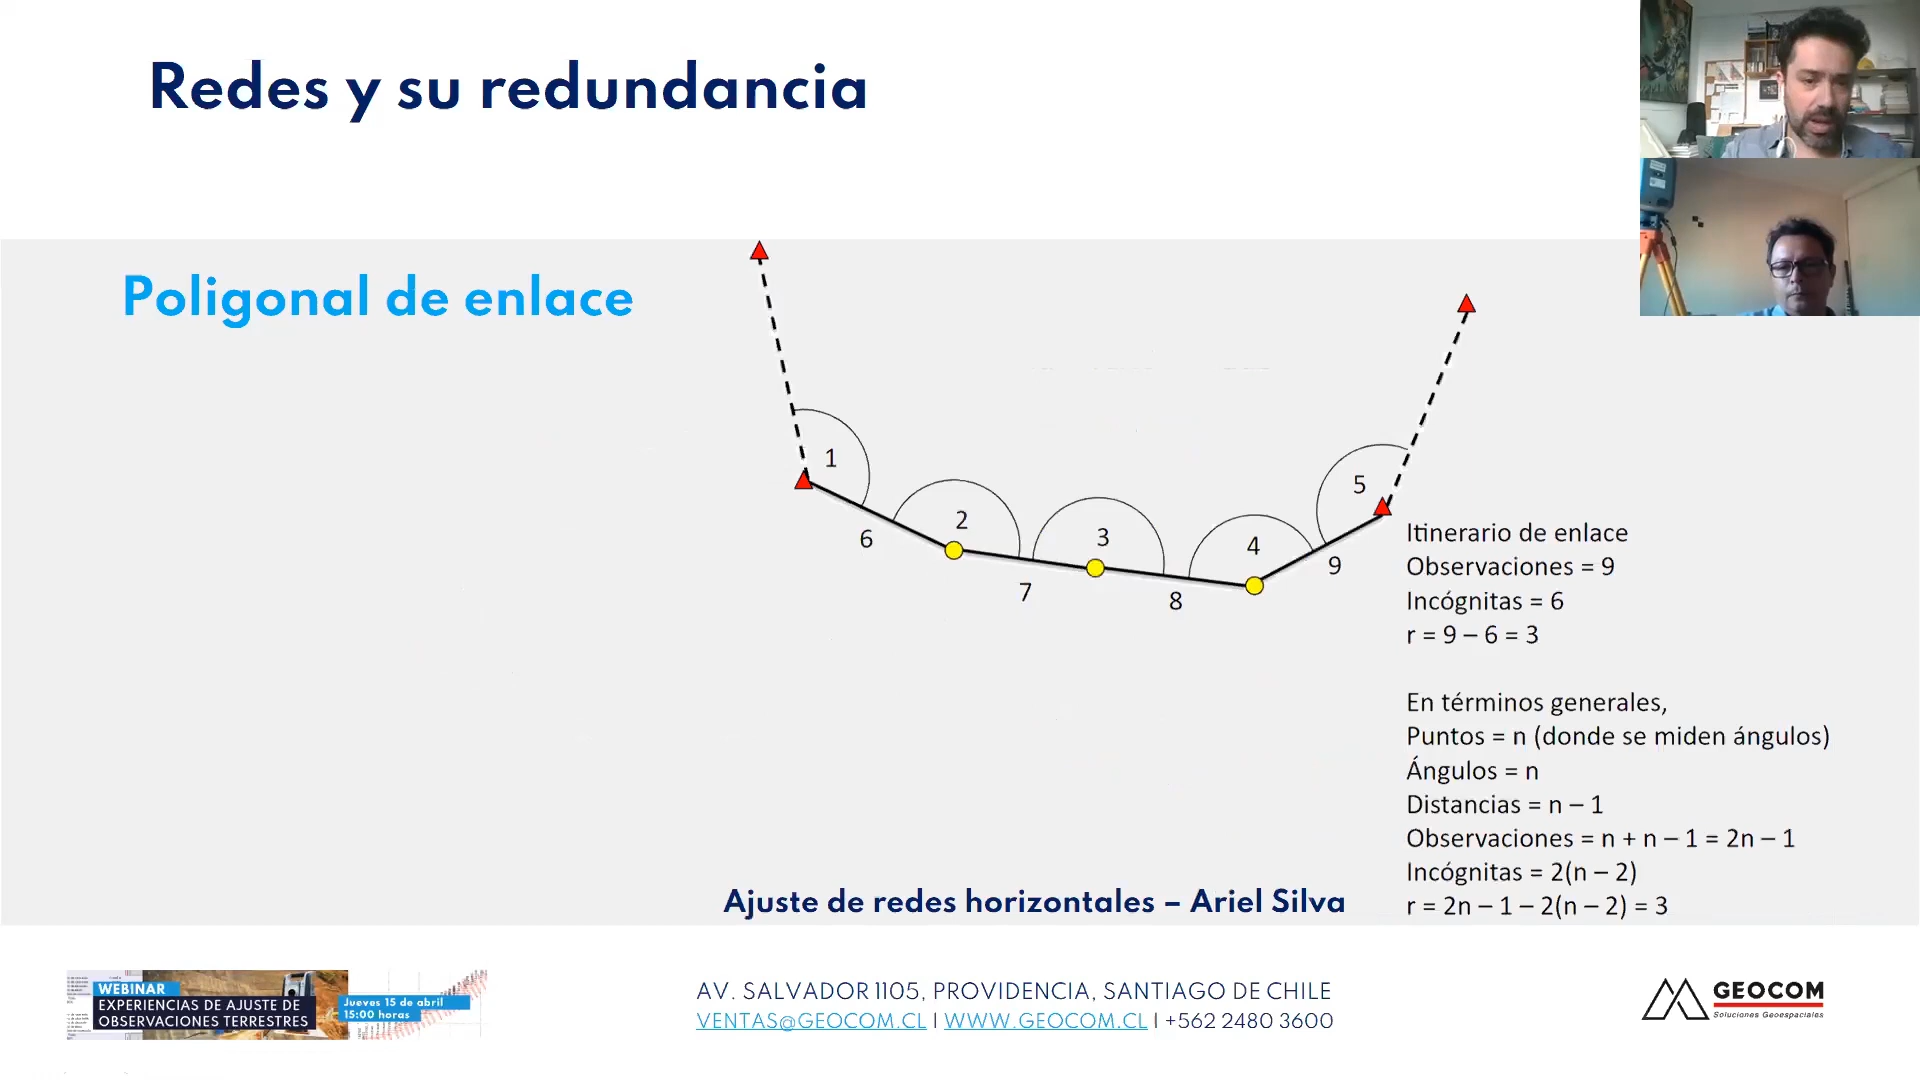 Redes y su redundancia
Poligonal de enlace
1
2
3
4
5
6
7
8
9
Itinerario de enlace
Observaciones = 9
Incógnitas = 6
r = 9 – 6 = 3
En términos generales,
Puntos = n (donde se miden ángulos)
Ángulos = n
Distancias = n – 1
Observaciones = n + n – 1 = 2n – 1
Incógnitas = 2(n – 2)
r = 2n – 1 – 2(n – 2) = 3
Ajuste de redes horizontales – Ariel Silva
WEBINAR
EXPERIENCIAS DE AJUSTE DE
OBSERVACIONES TERRESTRES
Jueves 15 de abril
15:00 horas
AV. SALVADOR 1105, PROVIDENCIA, SANTIAGO DE CHILE
VENTAS@GEOCOM.CL | WWW.GEOCOM.CL | +562 2480 3600
GEOCOM
Soluciones Geoespaciales